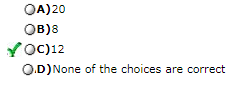 A)20
B)8
C)12
D)None of the choices are correct